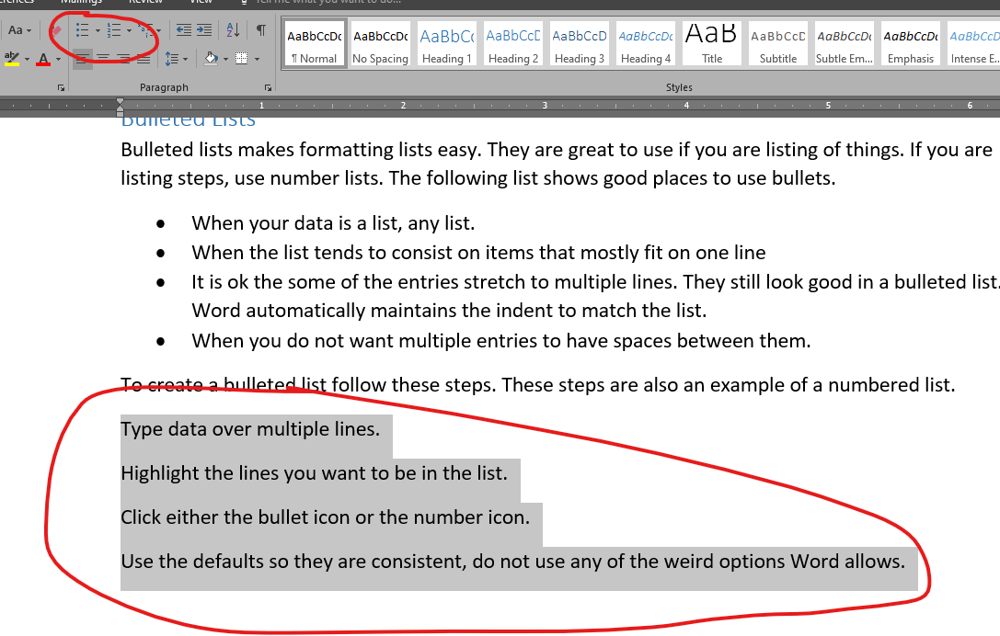 erences Mailings Review View Tell me what you want to do...
Aa
AaBbCcDc AaBbCcDc AaBbC AaBbCcC AaBbCcD AaBbCcDc AaB AaBbCcD AaBbCcDc AaBbCcDc AaBbCcD
¶ Normal No Spacing Heading 1 Heading 2 Heading 3 Heading 4 Title Subtitle Subtle Em... Emphasis Intense E...
Paragraph Styles
1 2 3 4 5 6
Bulleted Lists
Bulleted lists makes formatting lists easy. They are great to use if you are listing of things. If you are
listing steps, use number lists. The following list shows good places to use bullets.
• When your data is a list, any list.
• When the list tends to consist on items that mostly fit on one line
• It is ok the some of the entries stretch to multiple lines. They still look good in a bulleted list.
Word automatically maintains the indent to match the list.
• When you do not want multiple entries to have spaces between them.
To create a bulleted list follow these steps. These steps are also an example of a numbered list.
Type data over multiple lines.
Highlight the lines you want to be in the list.
Click either the bullet icon or the number icon.
Use the defaults so they are consistent, do not use any of the weird options Word allows.